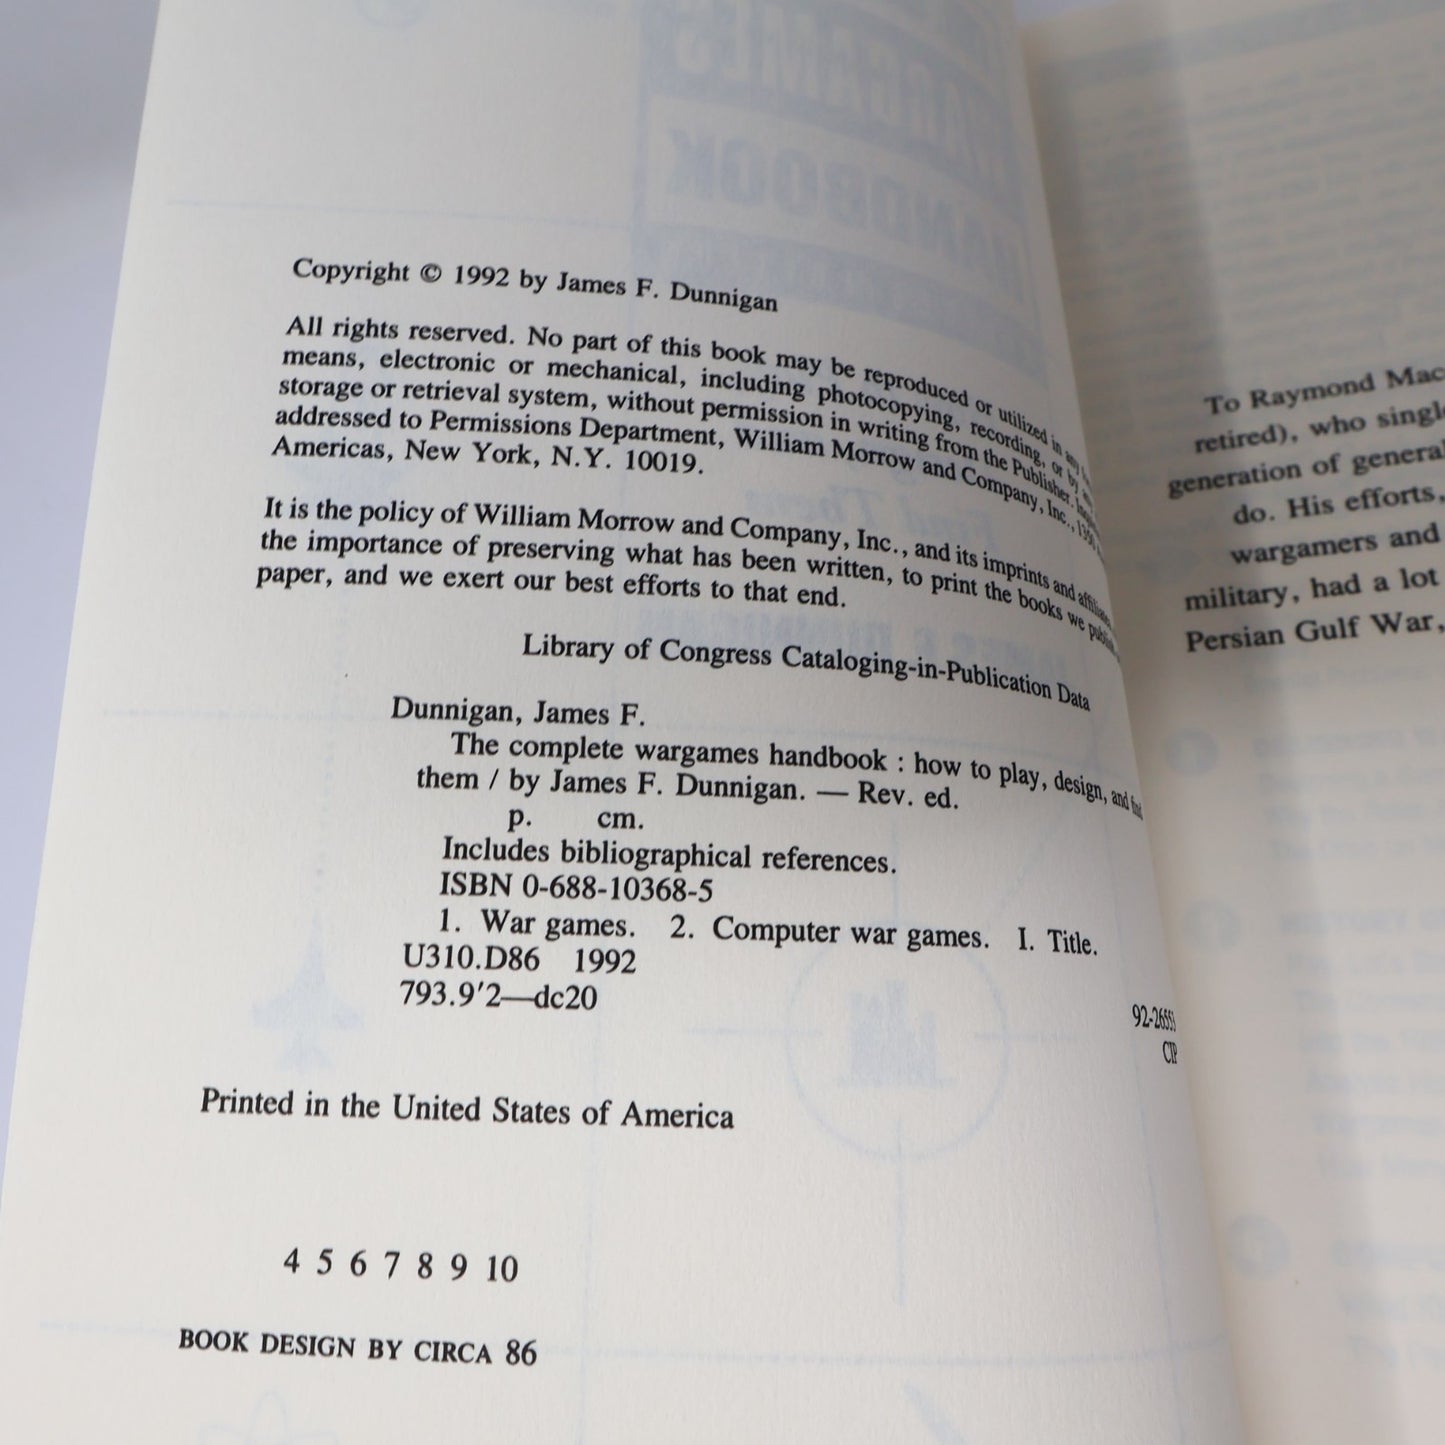 Copyright © 1992 by James F. Dunnigan
All rights reserved. No part of this book may be reproduced or utilized in any
means, electronic or mechanical, including photocopying, recording, or by
storage or retrieval system, without permission in writing from the Publisher.
addressed to Permissions Department, William Morrow and Company, Inc., 1350
Americas, New York, N.Y. 10019.
It is the policy of William Morrow and Company, Inc., and its imprints and affiliates,
the importance of preserving what has been written, to print the books we publish
paper, and we exert our best efforts to that end.
Library of Congress Cataloging-in-Publication Data
Dunnigan, James F.
The complete wargames handbook : how to play, design, and find
them / by James F. Dunnigan. — Rev. ed.
p. cm.
Includes bibliographical references.
ISBN 0-688-10368-5
1. War games. 2. Computer war games. I. Title.
U310.D86 1992
793.9'2—dc20
CIP
Printed in the United States of America
4 5 6 7 8 9 10
BOOK DESIGN BY CIRCA 86
To Raymond Mac
retired), who single
generation of general
do. His efforts,
wargamers and
military, had a lot
Persian Gulf War,